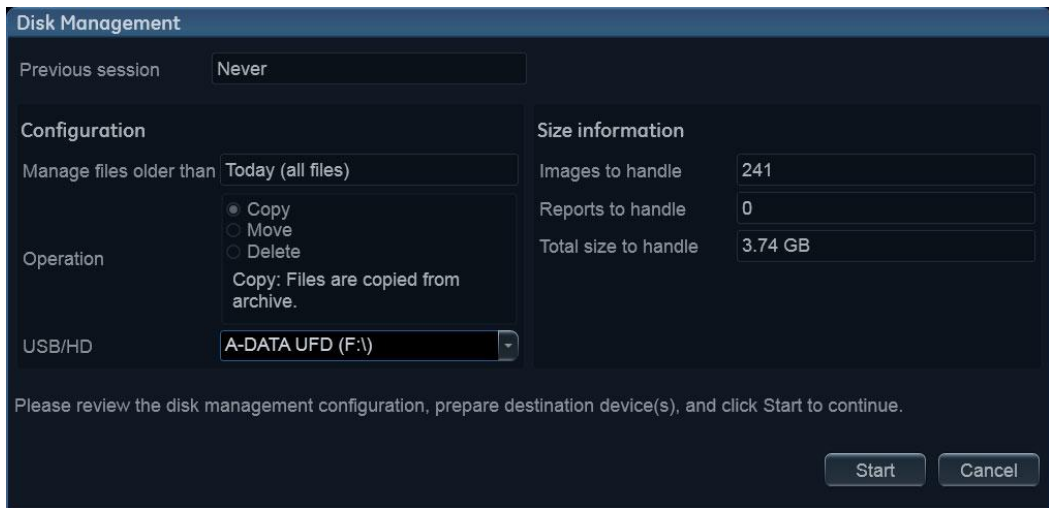 Disk Management
Previous session Never
Configuration
Manage files older than Today (all files)
Operation
Copy
Move
Delete
Copy: Files are copied from
archive.
USB/HD A-DATA UFD (F:\)
Size information
Images to handle 241
Reports to handle 0
Total size to handle 3.74 GB
Please review the disk management configuration, prepare destination device(s), and click Start to continue.
Start Cancel